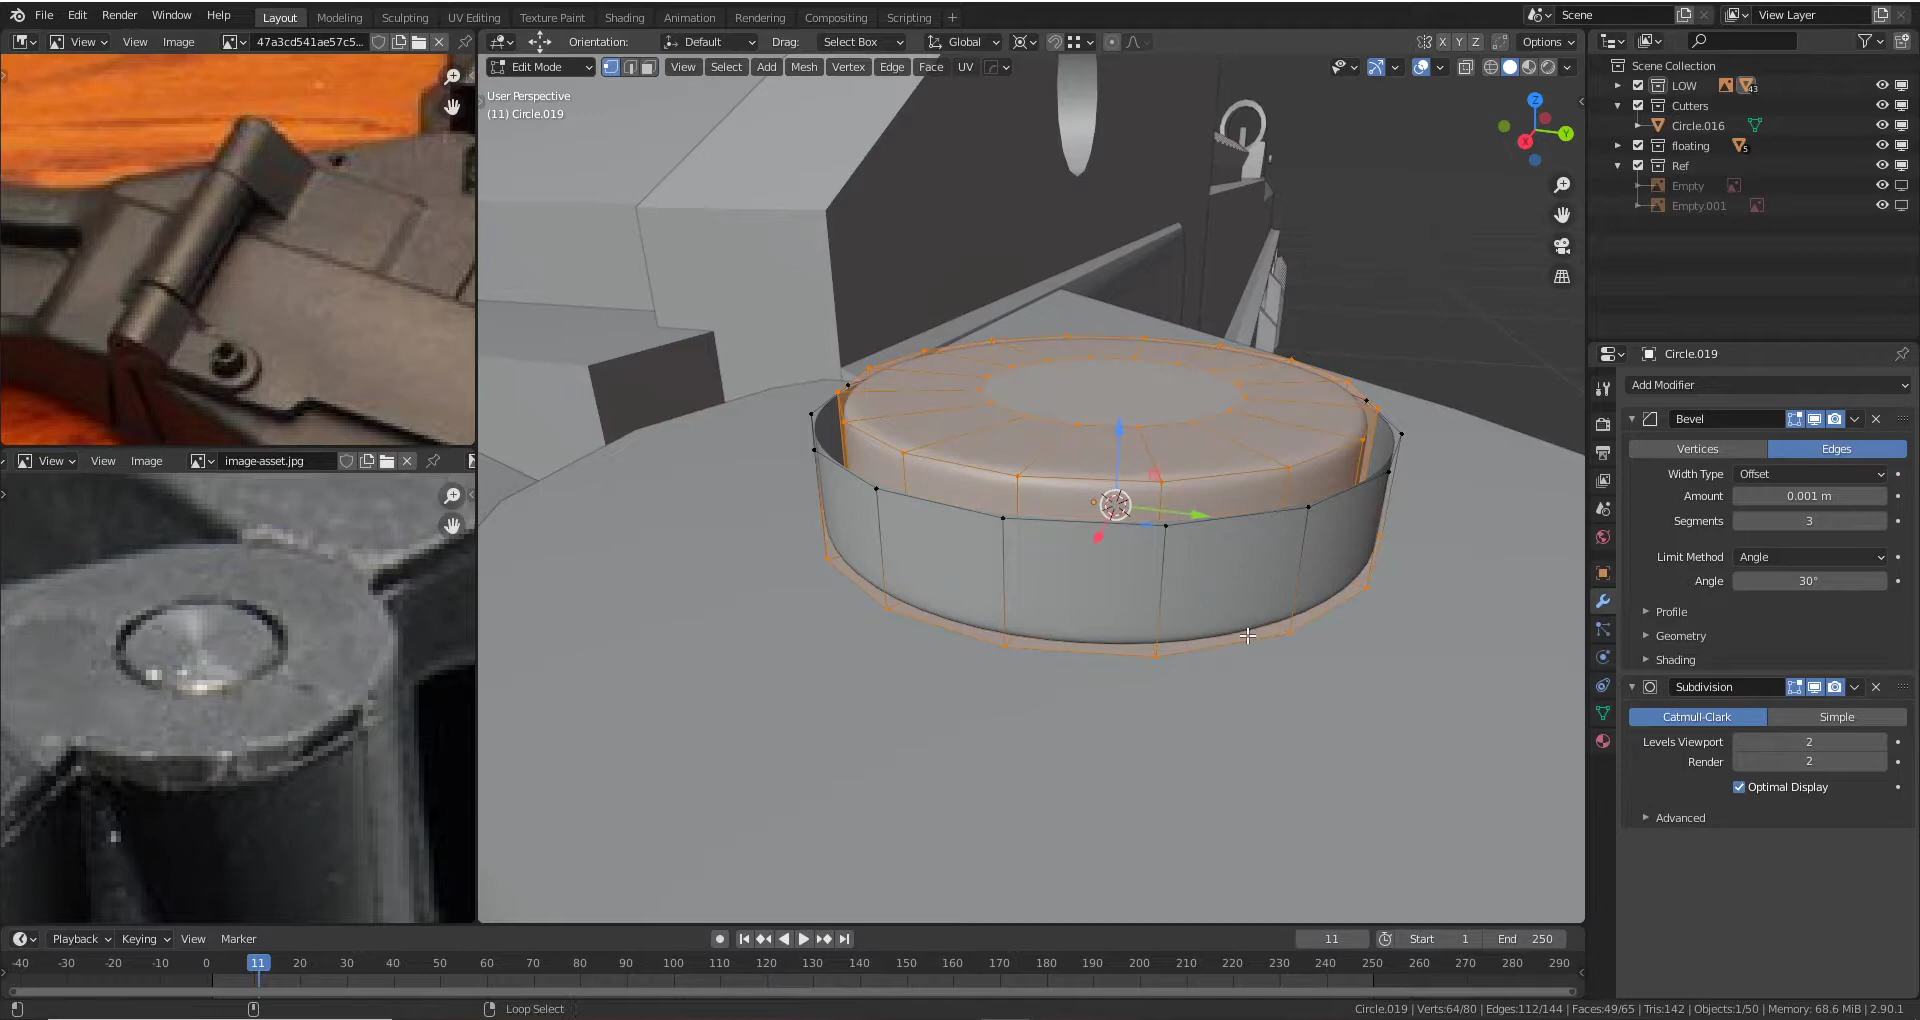 File Edit Render Window Help Layout Modeling Sculpting UV Editing Texture Paint Shading Animation Rendering Compositing Scripting + Scene View Layer
View View Image 47a3cd541ae57c5... Orientation: Default Drag: Select Box Global X Y Z Options
Edit Mode View Select Add Mesh Vertex Edge Face UV
User Perspective
(11) Circle.019
Z
Y
X
Scene Collection
LOW 43
Cutters
Circle.016
floating 5
Ref
Empty
Empty.001
Circle.019
Add Modifier
Bevel
Vertices Edges
Width Type Offset
Amount 0.001 m
Segments 3
Limit Method Angle
Angle 30°
Profile
Geometry
Shading
Subdivision
Catmull-Clark Simple
Levels Viewport 2
Render 2
Optimal Display
Advanced
View View Image image-asset.jpg
Playback Keying View Marker 11 Start 1 End 250
-40 -30 -20 -10 0 11 20 30 40 50 60 70 80 90 100 110 120 130 140 150 160 170 180 190 200 210 220 230 240 250 260 270 280 290
Loop Select Circle.019 | Verts:64/80 | Edges:112/144 | Faces:49/65 | Tris:142 | Objects:1/50 | Memory: 68.6 MiB | 2.90.1